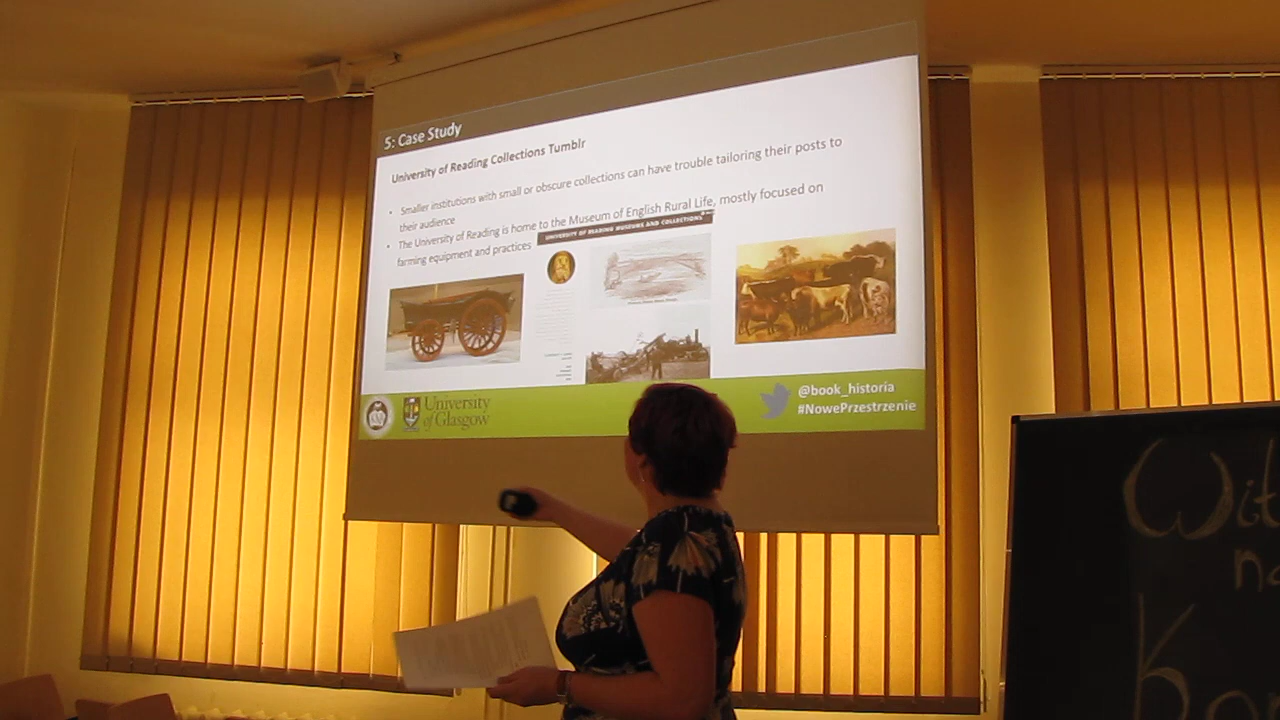 5: Case Study
University of Reading Collections Tumblr
• Smaller institutions with small or obscure collections can have trouble tailoring their posts to
their audience
• The University of Reading is home to the Museum of English Rural Life, mostly focused on
farming equipment and practices
UNIVERSITY OF READING MUSEUMS AND COLLECTIONS
University
of Glasgow
@book_historia
#NowePrzestrzenie
Wit
na